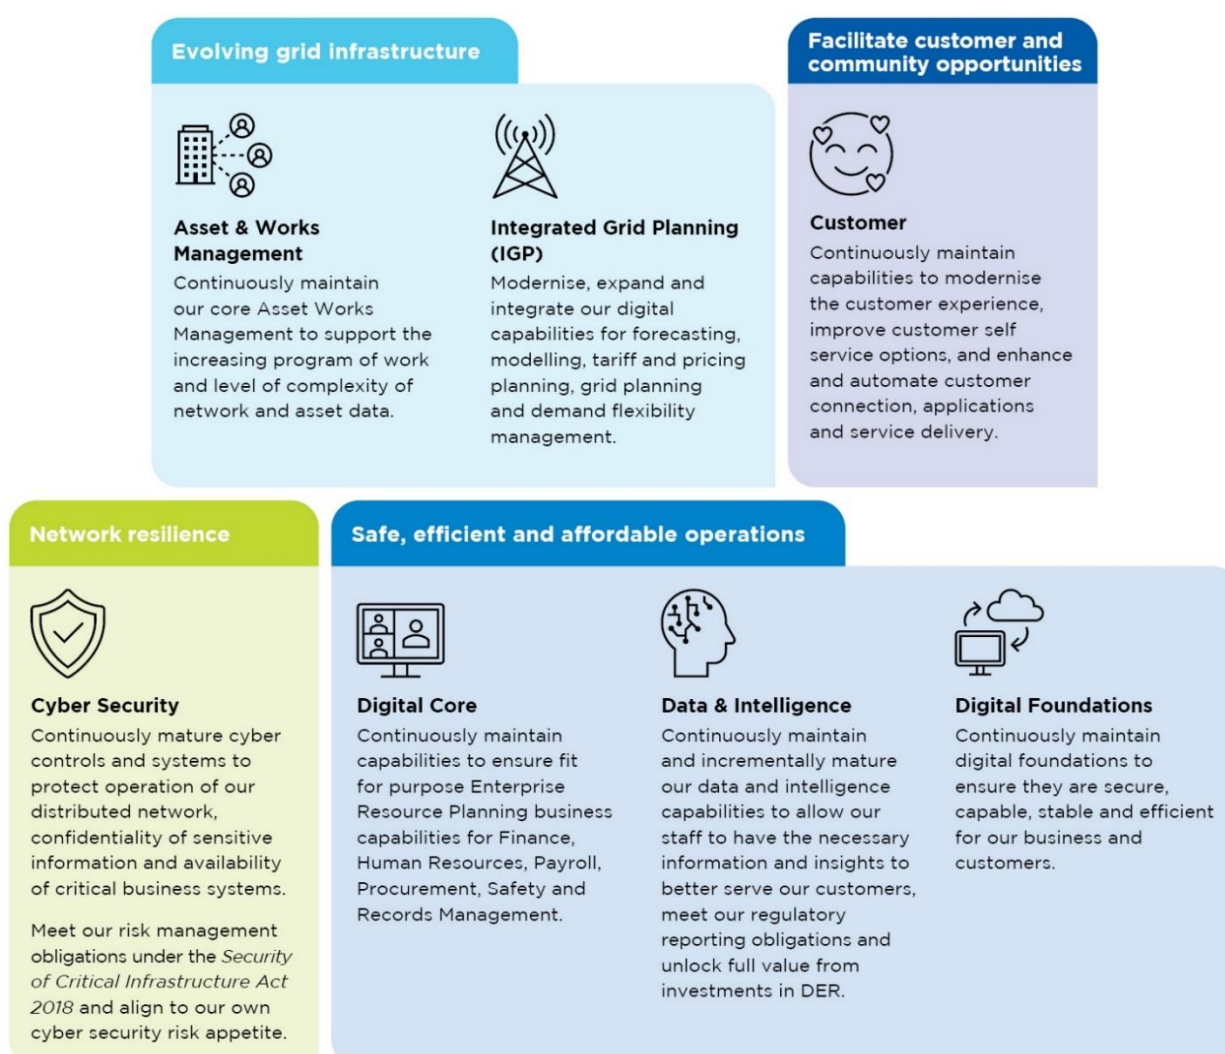 Evolving grid infrastructure
Asset & Works
Management
Continuously maintain
our core Asset Works
Management to support the
increasing program of work
and level of complexity of
network and asset data.
Integrated Grid Planning
(IGP)
Modernise, expand and
integrate our digital
capabilities for forecasting,
modelling, tariff and pricing
planning, grid planning
and demand flexibility
management.
Facilitate customer and
community opportunities
Customer
Continuously maintain
capabilities to modernise
the customer experience,
improve customer self
service options, and enhance
and automate customer
connection, applications
and service delivery.
Network resilience
Cyber Security
Continuously mature cyber
controls and systems to
protect operation of our
distributed network,
confidentiality of sensitive
information and availability
of critical business systems.
Meet our risk management
obligations under the Security
of Critical Infrastructure Act
2018 and align to our own
cyber security risk appetite.
Safe, efficient and affordable operations
Digital Core
Continuously maintain
capabilities to ensure fit
for purpose Enterprise
Resource Planning business
capabilities for Finance,
Human Resources, Payroll,
Procurement, Safety and
Records Management.
Data & Intelligence
Continuously maintain
and incrementally mature
our data and intelligence
capabilities to allow our
staff to have the necessary
information and insights to
better serve our customers,
meet our regulatory
reporting obligations and
unlock full value from
investments in DER.
Digital Foundations
Continuously maintain
digital foundations to
ensure they are secure,
capable, stable and efficient
for our business and
customers.